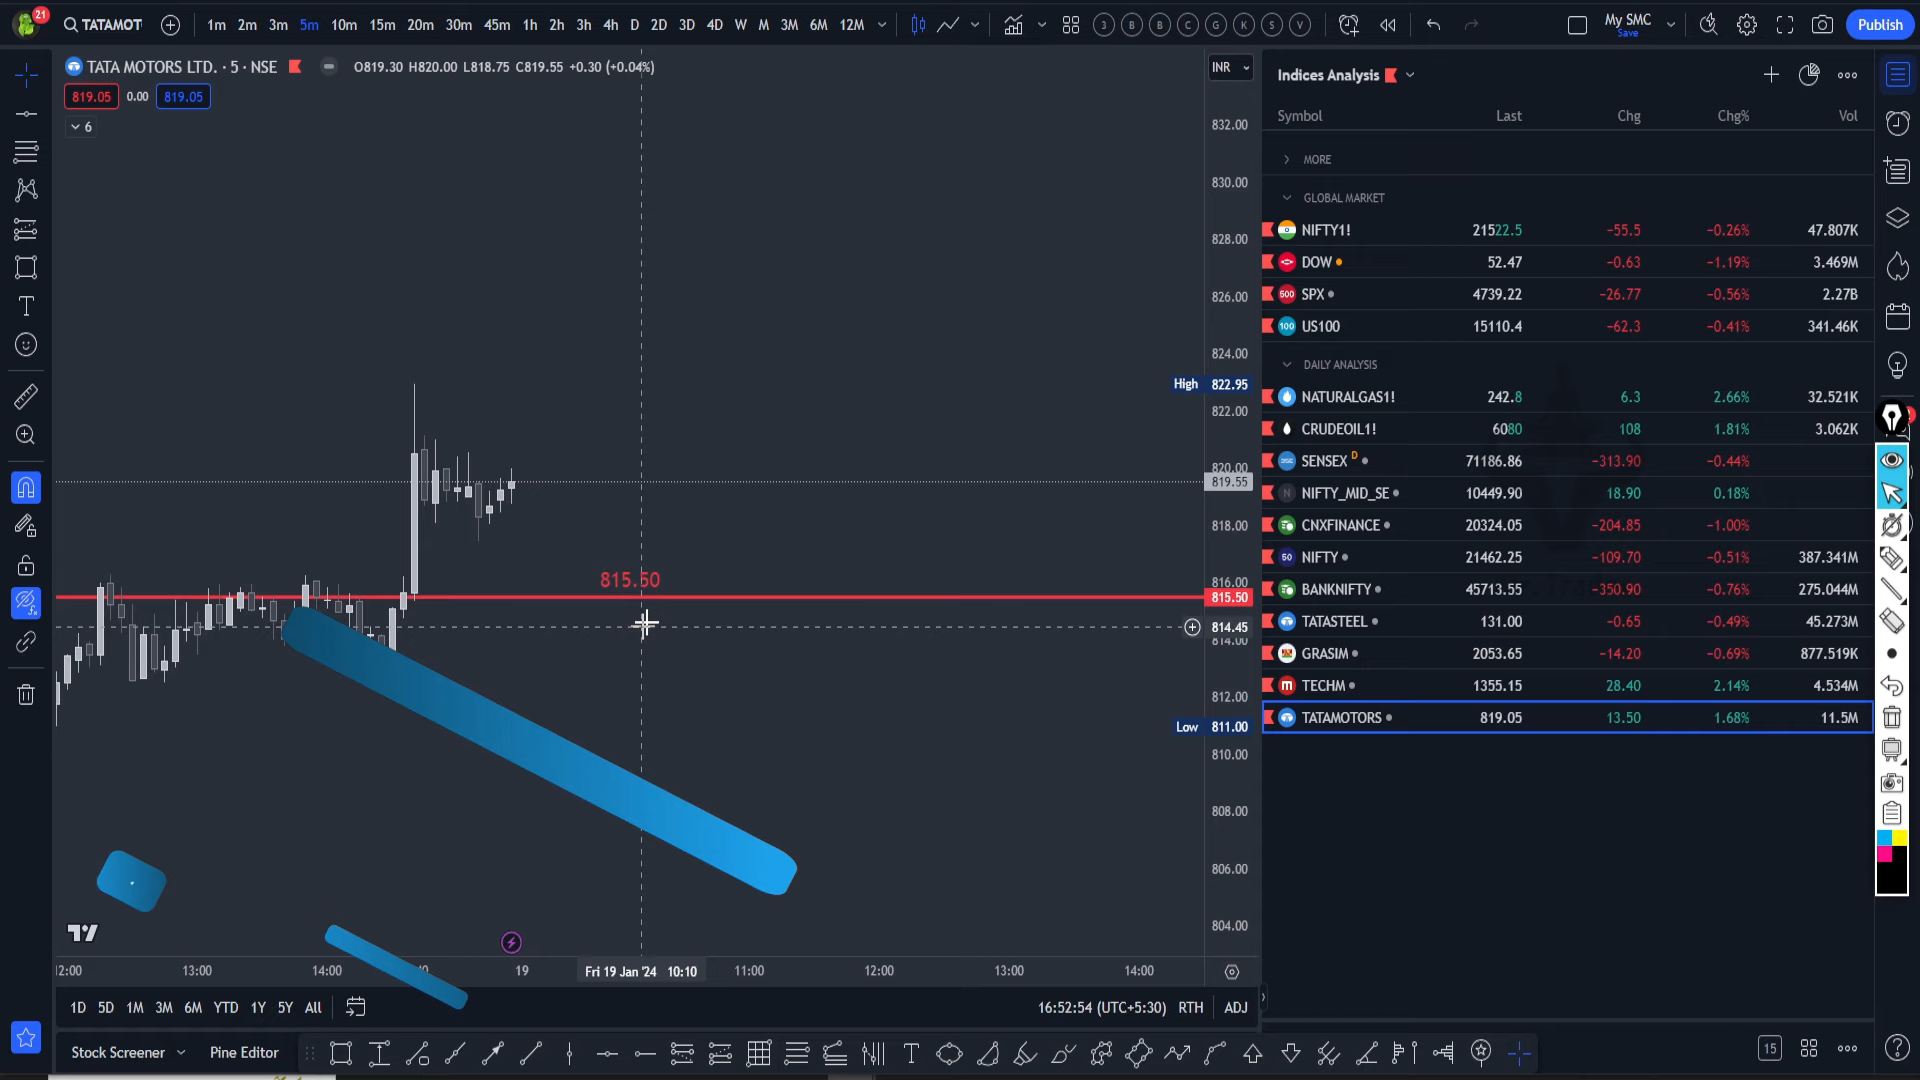 21 TATAMOT 1m 2m 3m 5m 10m 15m 20m 30m 45m 1h 2h 3h 4h D 2D 3D 4D W M 3M 6M 12M J B B C G K S V My SMC Save Publish
TATA MOTORS LTD. · 5 · NSE O819.30 H820.00 L818.75 C819.55 +0.30 (+0.04%) INR
819.05 0.00 819.05
6
832.00
830.00
828.00
826.00
824.00
High 822.95
822.00
820.00
819.55
818.00
816.00
815.50
815.50
814.45
814.00
812.00
Low 811.00
810.00
808.00
806.00
804.00
12:00 13:00 14:00 19 Fri 19 Jan '24 10:10 11:00 12:00 13:00 14:00
1D 5D 1M 3M 6M YTD 1Y 5Y All 16:52:54 (UTC+5:30) RTH ADJ
Stock Screener Pine Editor
Indices Analysis
Symbol Last Chg Chg% Vol
MORE
GLOBAL MARKET
NIFTY1! 21522.5 −55.5 −0.26% 47.807K
DOW 52.47 −0.63 −1.19% 3.469M
500 SPX 4739.22 −26.77 −0.56% 2.27B
100 US100 15110.4 −62.3 −0.41% 341.46K
DAILY ANALYSIS
NATURALGAS1! 242.8 6.3 2.66% 32.521K
CRUDEOIL1! 6080 108 1.81% 3.062K
SENSEX D 71186.86 −313.90 −0.44%
N NIFTY_MID_SE 10449.90 18.90 0.18%
CNXFINANCE 20324.05 −204.85 −1.00%
50 NIFTY 21462.25 −109.70 −0.51% 387.341M
BANKNIFTY 45713.55 −350.90 −0.76% 275.044M
TATASTEEL 131.00 −0.65 −0.49% 45.273M
GRASIM 2053.65 −14.20 −0.69% 877.519K
TECHM 1355.15 28.40 2.14% 4.534M
TATAMOTORS 819.05 13.50 1.68% 11.5M
15